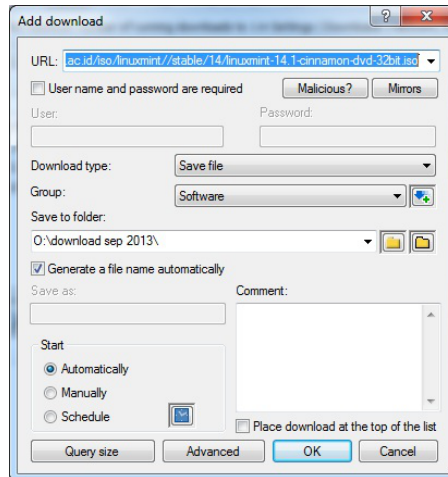 Add download
URL:
.ac.id/iso/linuxmint//stable/14/linuxmint-14.1-cinnamon-dvd-32bit.iso
User name and password are required
Malicious?
Mirrors
User:
Password:
Download type:
Save file
Group:
Software
Save to folder:
O:\download sep 2013\
Generate a file name automatically
Save as:
Comment:
Start
Automatically
Manually
Schedule
Place download at the top of the list
Query size
Advanced
OK
Cancel